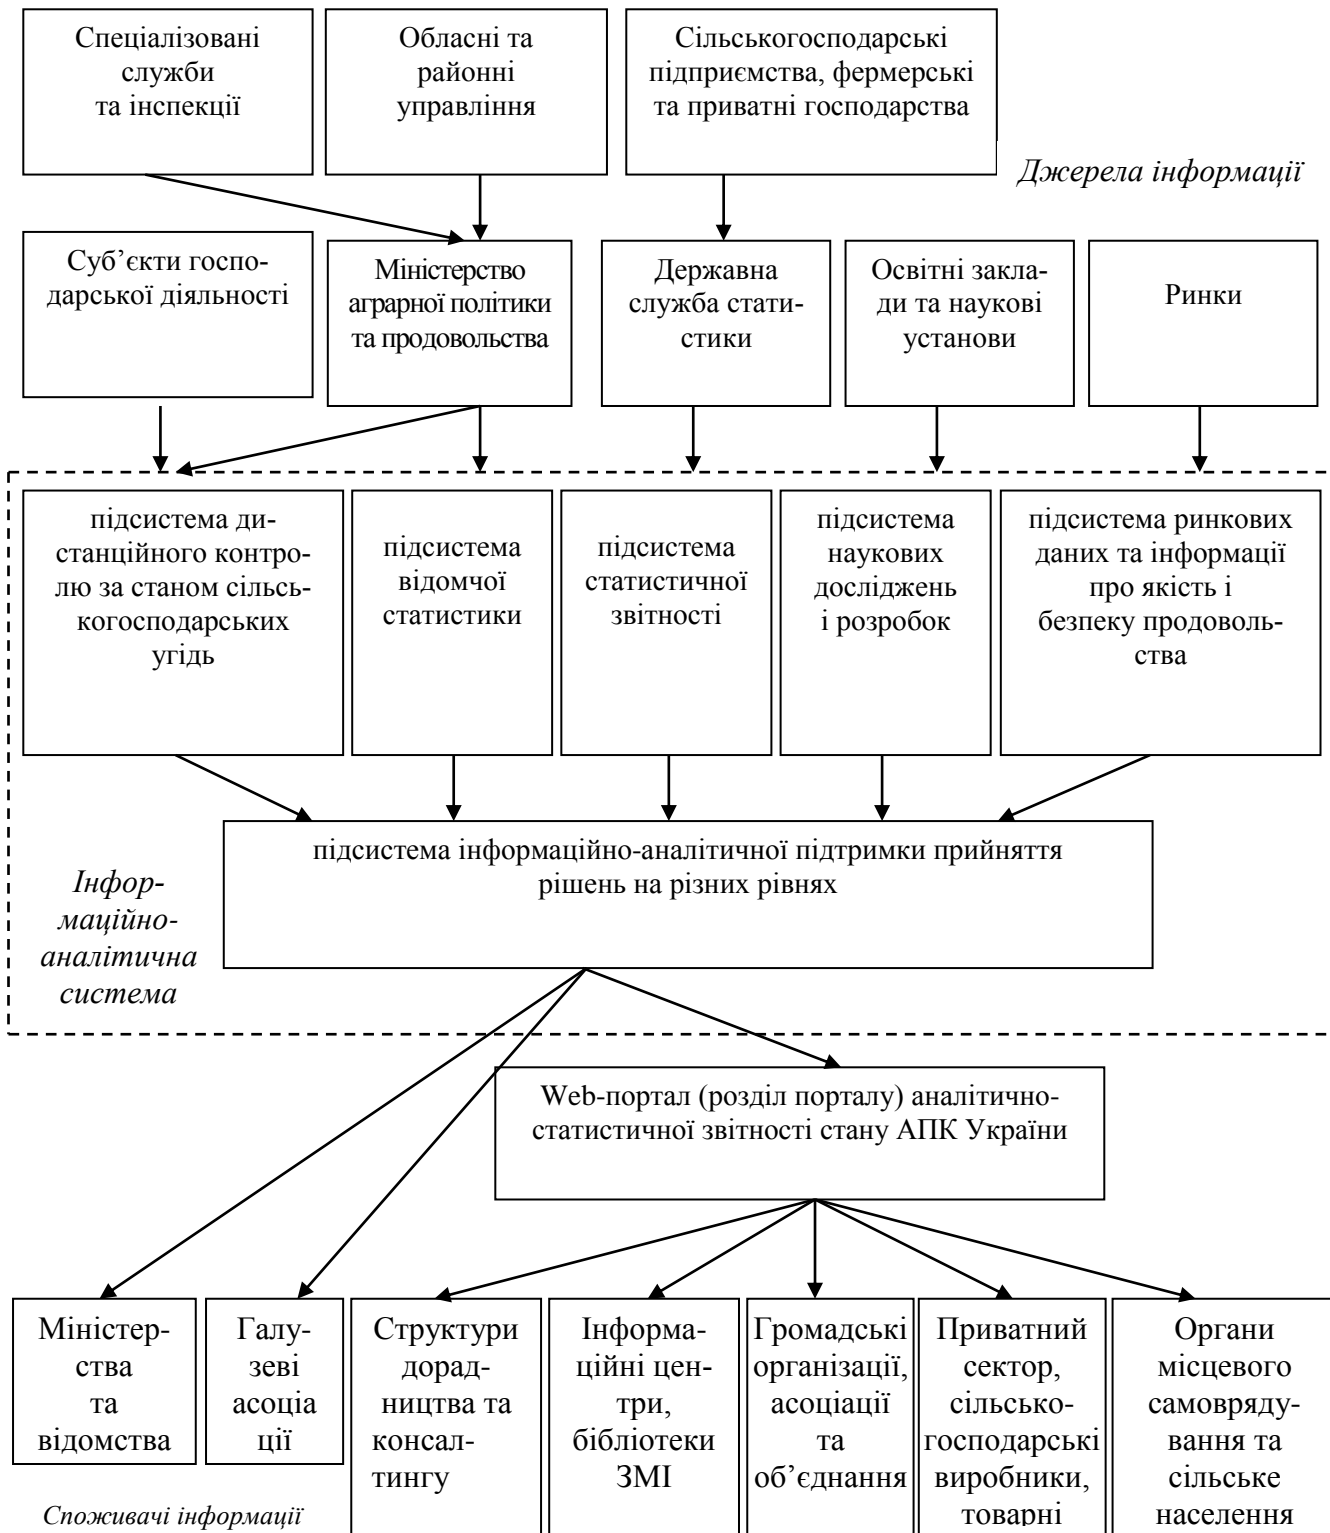 Спеціалізовані
служби
та інспекції
Обласні та
районні
управління
Сільськогосподарські
підприємства, фермерські
та приватні господарства
Джерела інформації
Суб’єкти госпо-
дарської діяльності
Міністерство
аграрної політики
та продовольства
Державна
служба стати-
стики
Освітні закла-
ди та наукові
установи
Ринки
підсистема ди-
станційного контро-
лю за станом сільсь-
когосподарських
угідь
підсистема
відомчої
статистики
підсистема
статистичної
звітності
підсистема
наукових
досліджень
і розробок
підсистема ринкових
даних та інформації
про якість і
безпеку продоволь-
ства
підсистема інформаційно-аналітичної підтримки прийняття
рішень на різних рівнях
Інфор-
маційно-
аналітична
система
Web-портал (розділ порталу) аналітично-
статистичної звітності стану АПК України
Міністер-
ства
та
відомства
Галу-
зеві
асоціа
ції
Структури
дорад-
ництва та
консал-
тингу
Інформа-
ційні цен-
три,
бібліотеки
ЗМІ
Громадські
організації,
асоціації
та
об’єднання
Приватний
сектор,
сільсько-
господарські
виробники,
товарні
Органи
місцевого
самовряду-
вання та
сільське
населення
Споживачі інформації